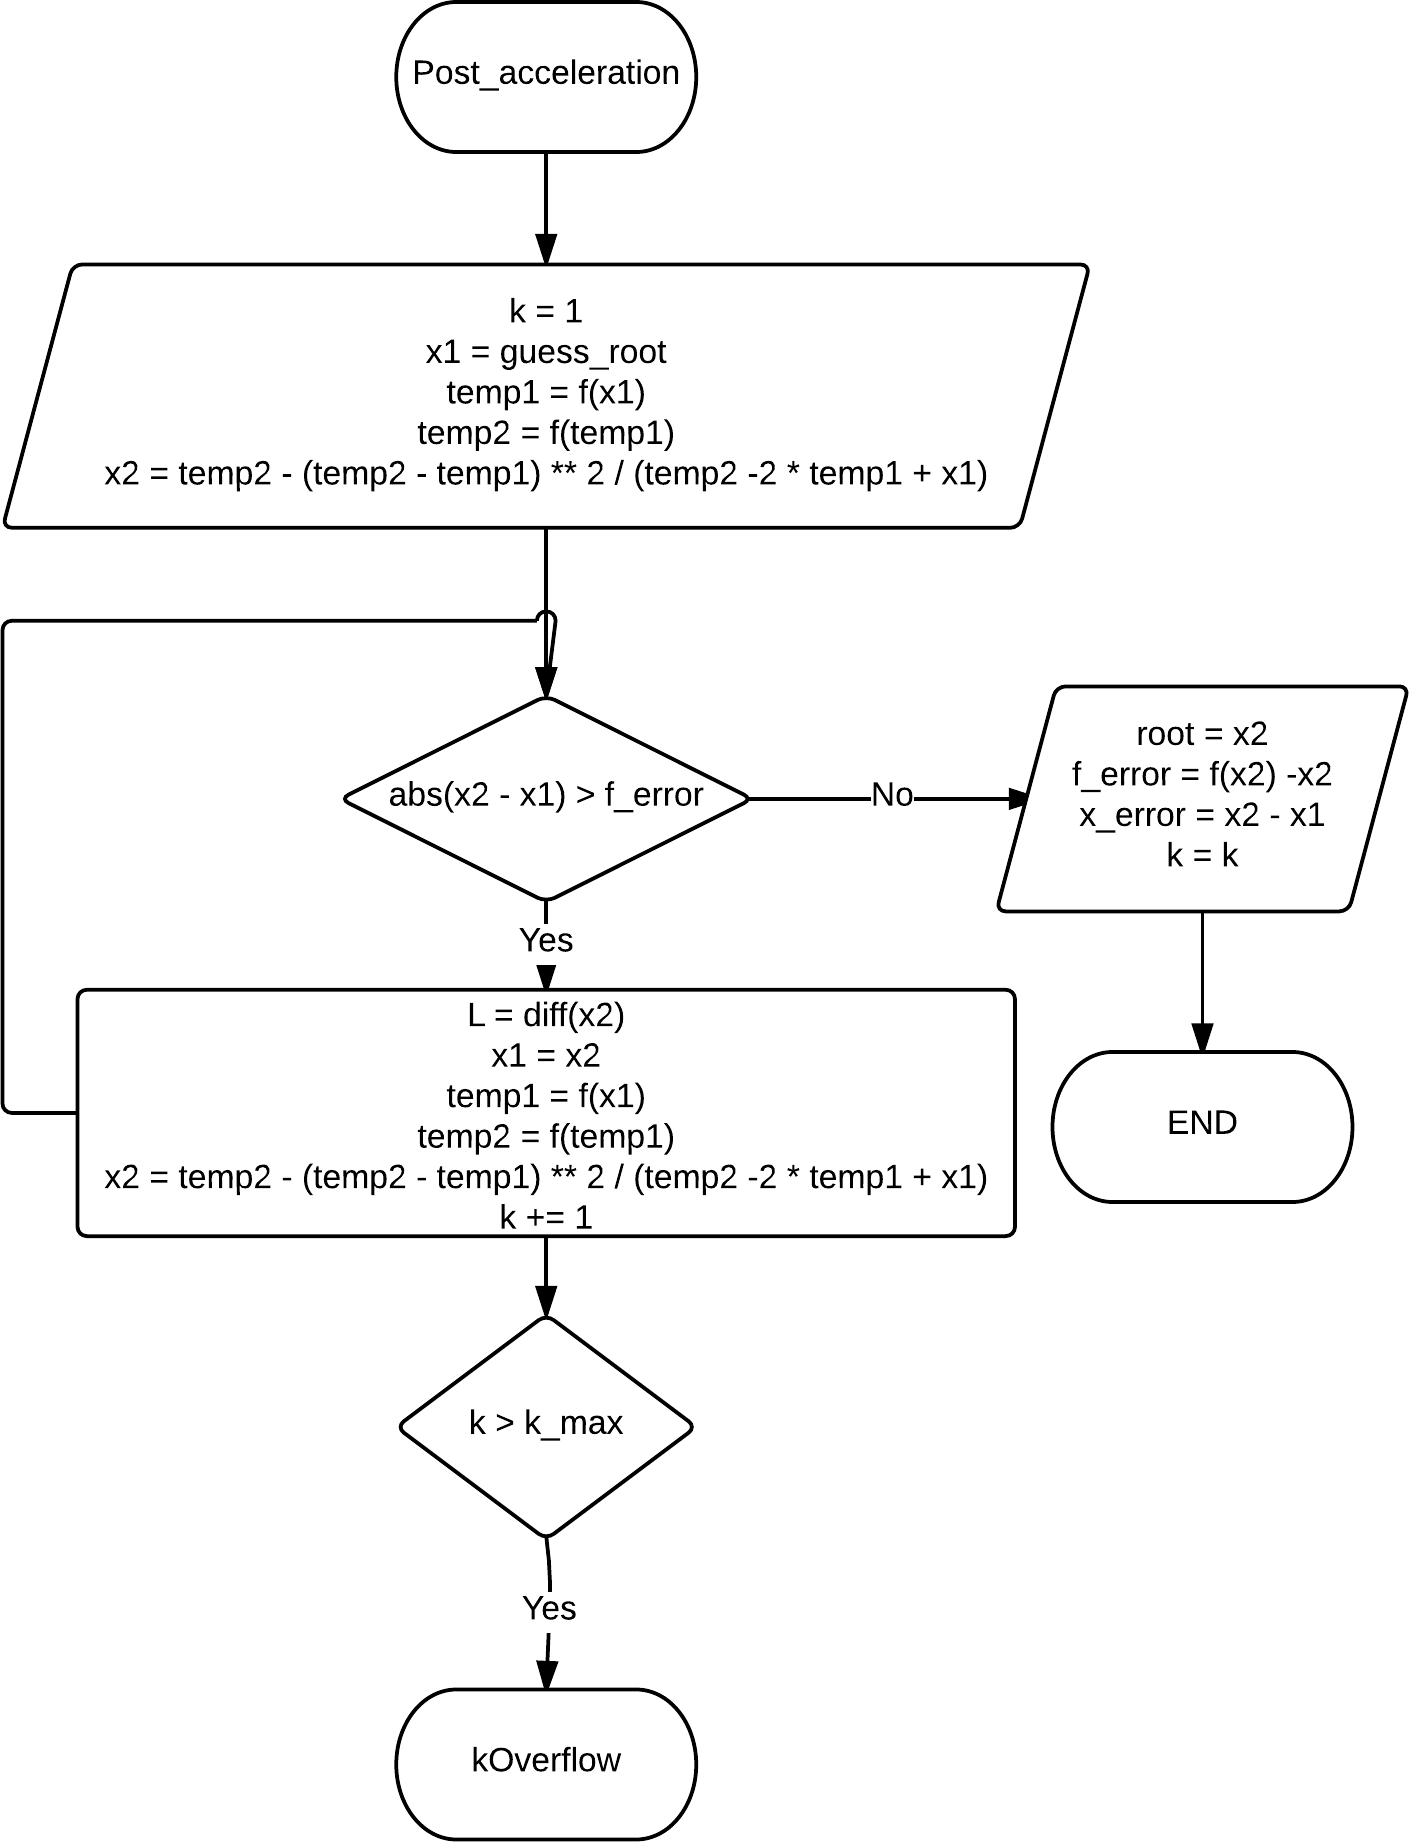 Post_acceleration
k = 1
x1 = guess_root
temp1 = f(x1)
temp2 = f(temp1)
x2 = temp2 - (temp2 - temp1) ** 2 / (temp2 -2 * temp1 + x1)
abs(x2 - x1) > f_error
No
root = x2
f_error = f(x2) -x2
x_error = x2 - x1
k = k
END
Yes
L = diff(x2)
x1 = x2
temp1 = f(x1)
temp2 = f(temp1)
x2 = temp2 - (temp2 - temp1) ** 2 / (temp2 -2 * temp1 + x1)
k += 1
k > k_max
Yes
kOverflow